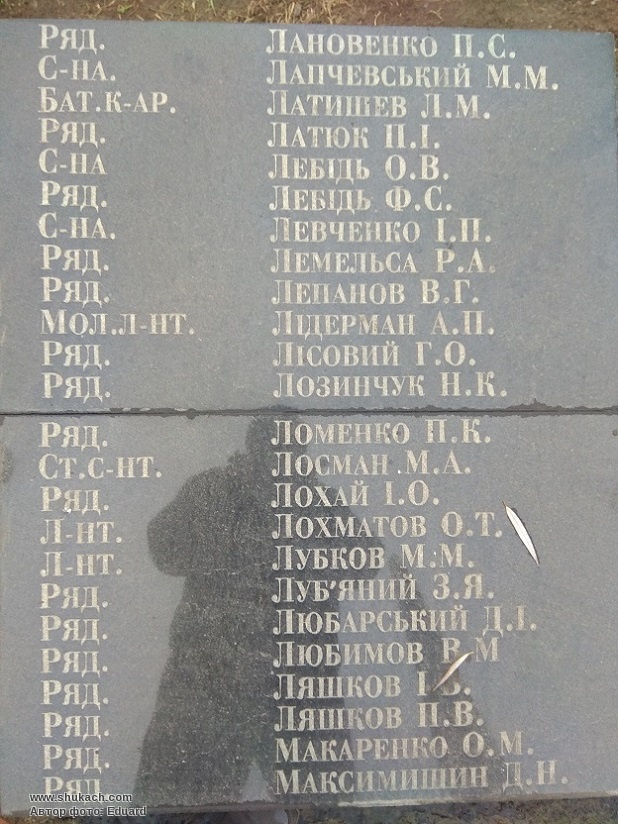 Ряд. Лановенко П.С.
С-на. Лапчевський М.М.
Бат.к-ар. Латишев Л.М.
Ряд. Латюк П.І.
С-на Лебідь О.В.
Ряд. Лебідь Ф.С.
С-на. Левченко І.П.
Ряд. Лемельса Р.А.
Ряд. Лепанов В.Г.
Мол.л-нт. Лідерман А.П.
Ряд. Лісовий Г.О.
Ряд. Лозинчук Н.К.
Ряд. Ломенко П.К.
Ст.с-нт. Лосман М.А.
Ряд. Лохай І.О.
Л-нт. Лохматов О.Т.
Л-нт. Лубков М.М.
Ряд. Луб'яний З.Я.
Ряд. Любарський Д.І.
Ряд. Любимов В.М
Ряд. Ляшков І.В.
Ряд. Ляшков П.В.
Ряд. Макаренко О.М.
Ряд Максимишин Д.Н.
www.shukach.com
Автор фото: Eduard